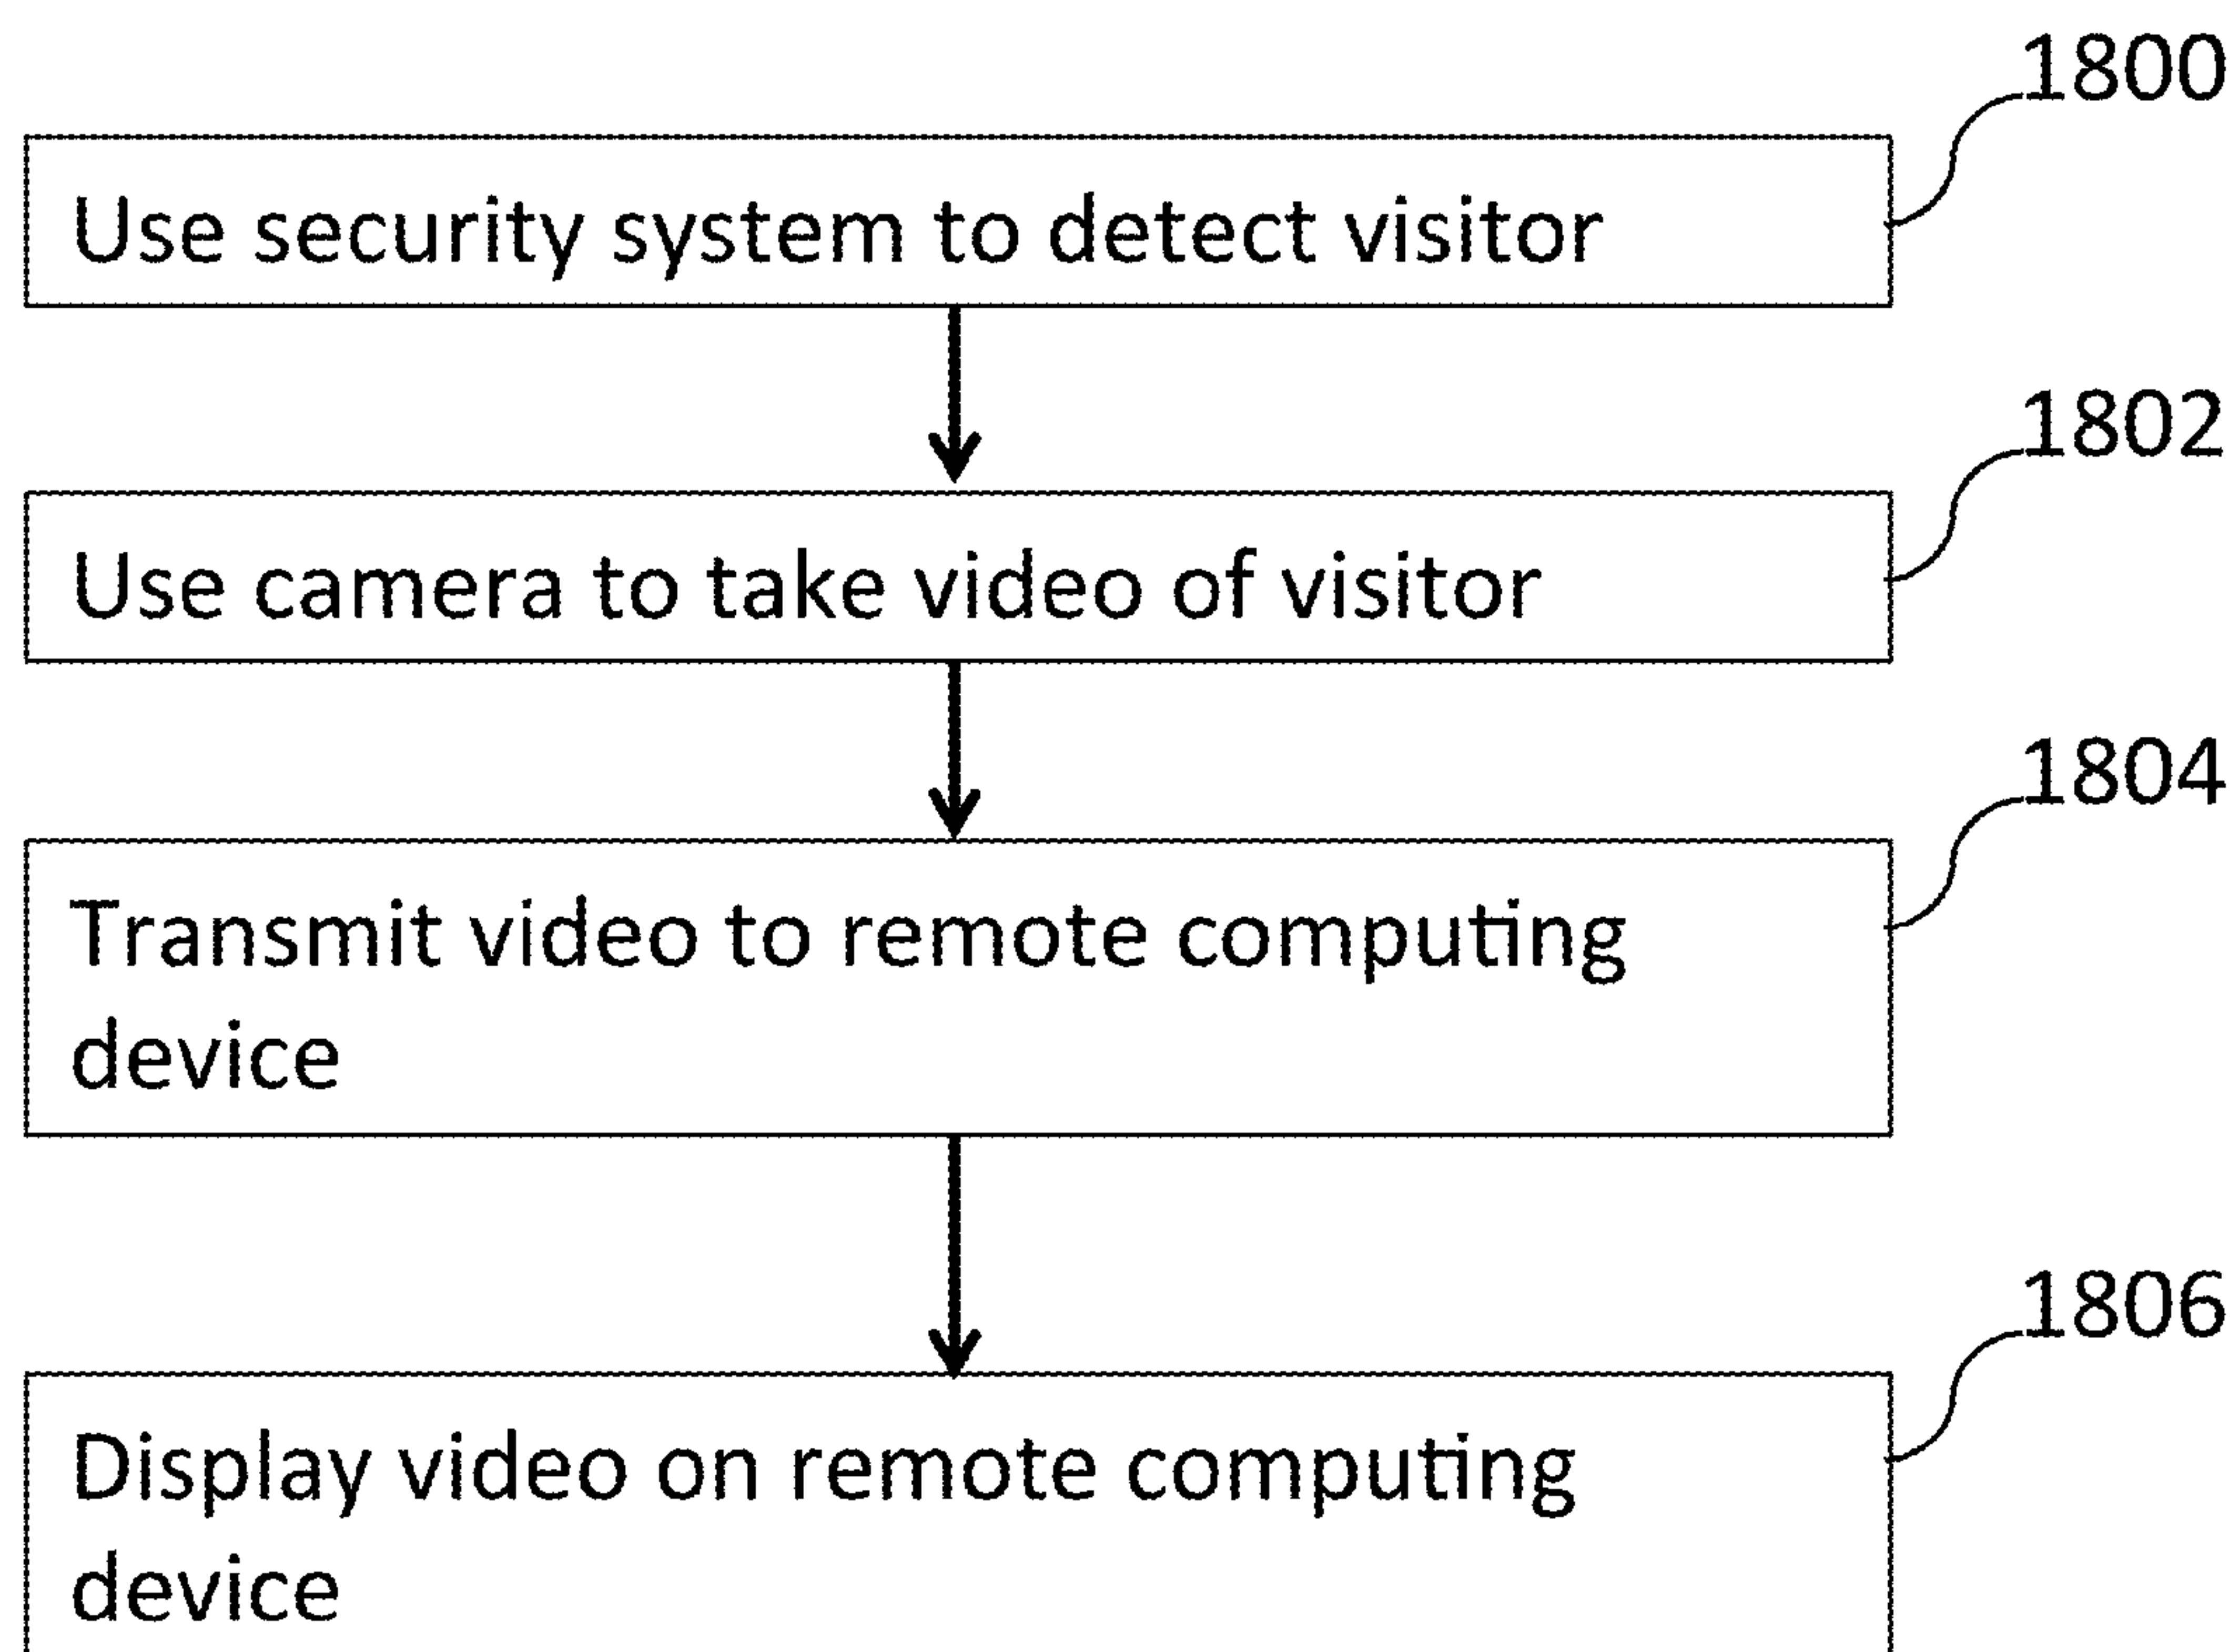 1800
Use security system to detect visitor
1802
Use camera to take video of visitor
1804
Transmit video to remote computing
device
1806
Display video on remote computing
device